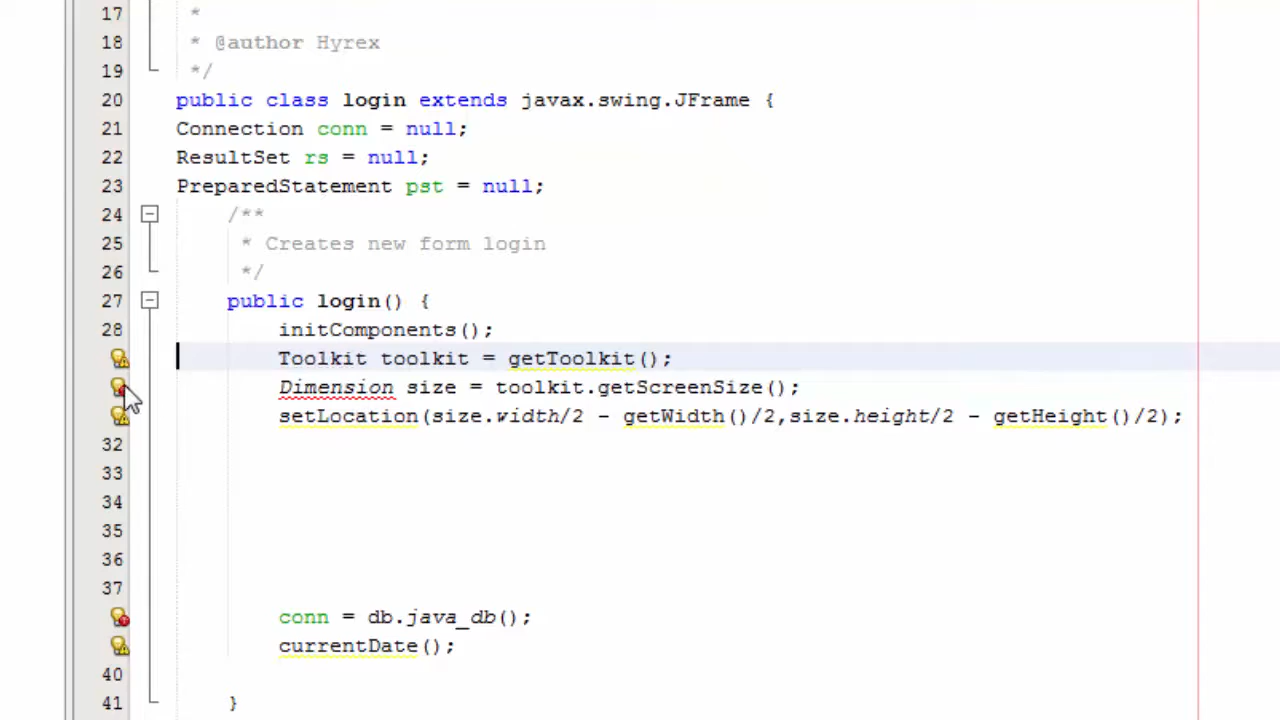 17 *
18 * @author Hyrex
19 */
20 public class login extends javax.swing.JFrame {
21 Connection conn = null;
22 ResultSet rs = null;
23 PreparedStatement pst = null;
24 /**
25 * Creates new form login
26 */
27 public login() {
28 initComponents();
Toolkit toolkit = getToolkit();
Dimension size = toolkit.getScreenSize();
setLocation(size.width/2 - getWidth()/2,size.height/2 - getHeight()/2);
32
33
34
35
36
37
conn = db.java_db();
currentDate();
40
41 }